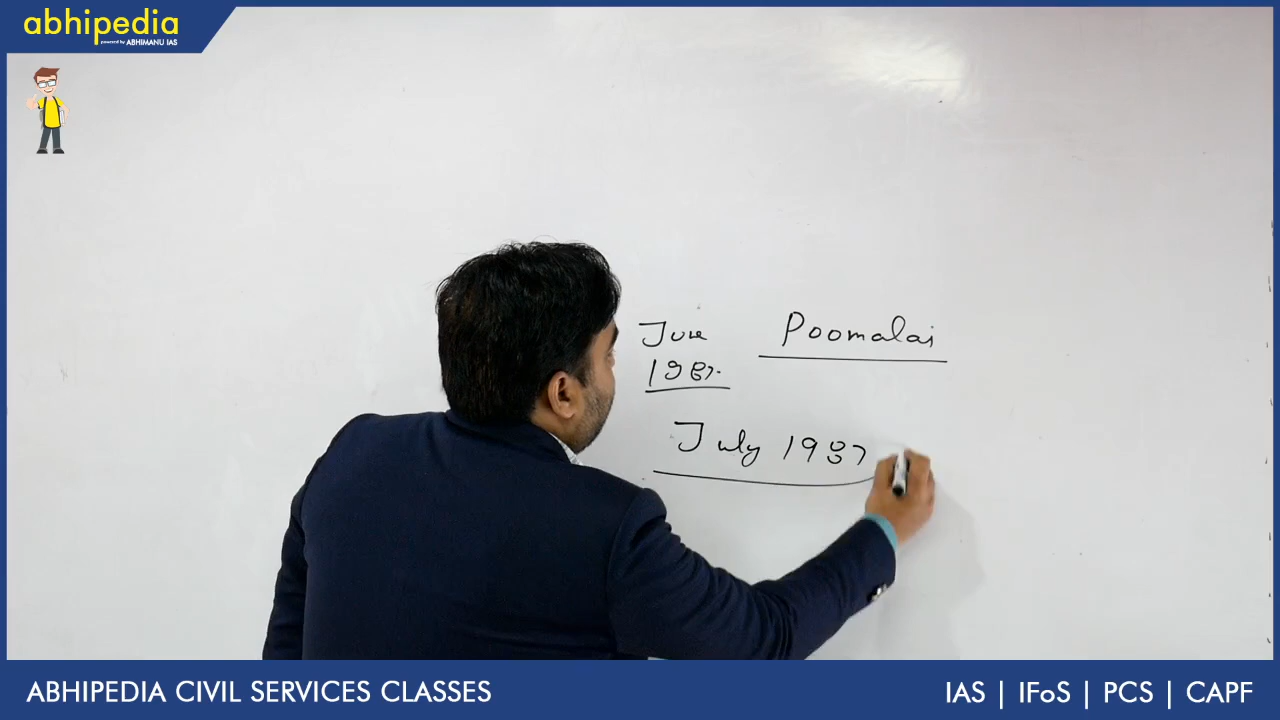 abhipedia
powered by ABHIMANU IAS
June Poomalai
1987
July 1987
ABHIPEDIA CIVIL SERVICES CLASSES
IAS | IFoS | PCS | CAPF